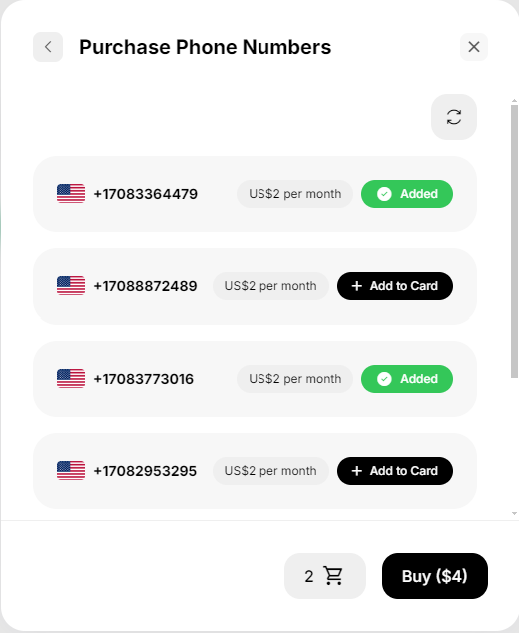 Purchase Phone Numbers
+17083364479 US$2 per month Added
+17088872489 US$2 per month + Add to Card
+17083773016 US$2 per month Added
+17082953295 US$2 per month + Add to Card
2 Buy ($4)